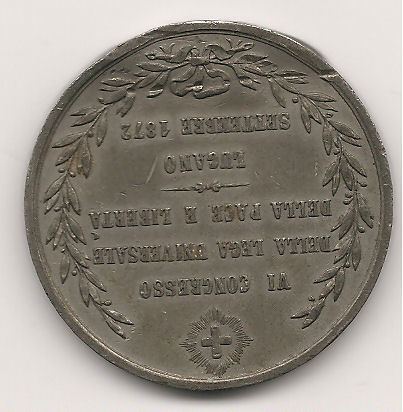 VI CONGRESSO
DELLA LEGA UNIVERSALE
DELLA PACE E LIBERTÀ
LUGANO
SETTEMBRE 1872